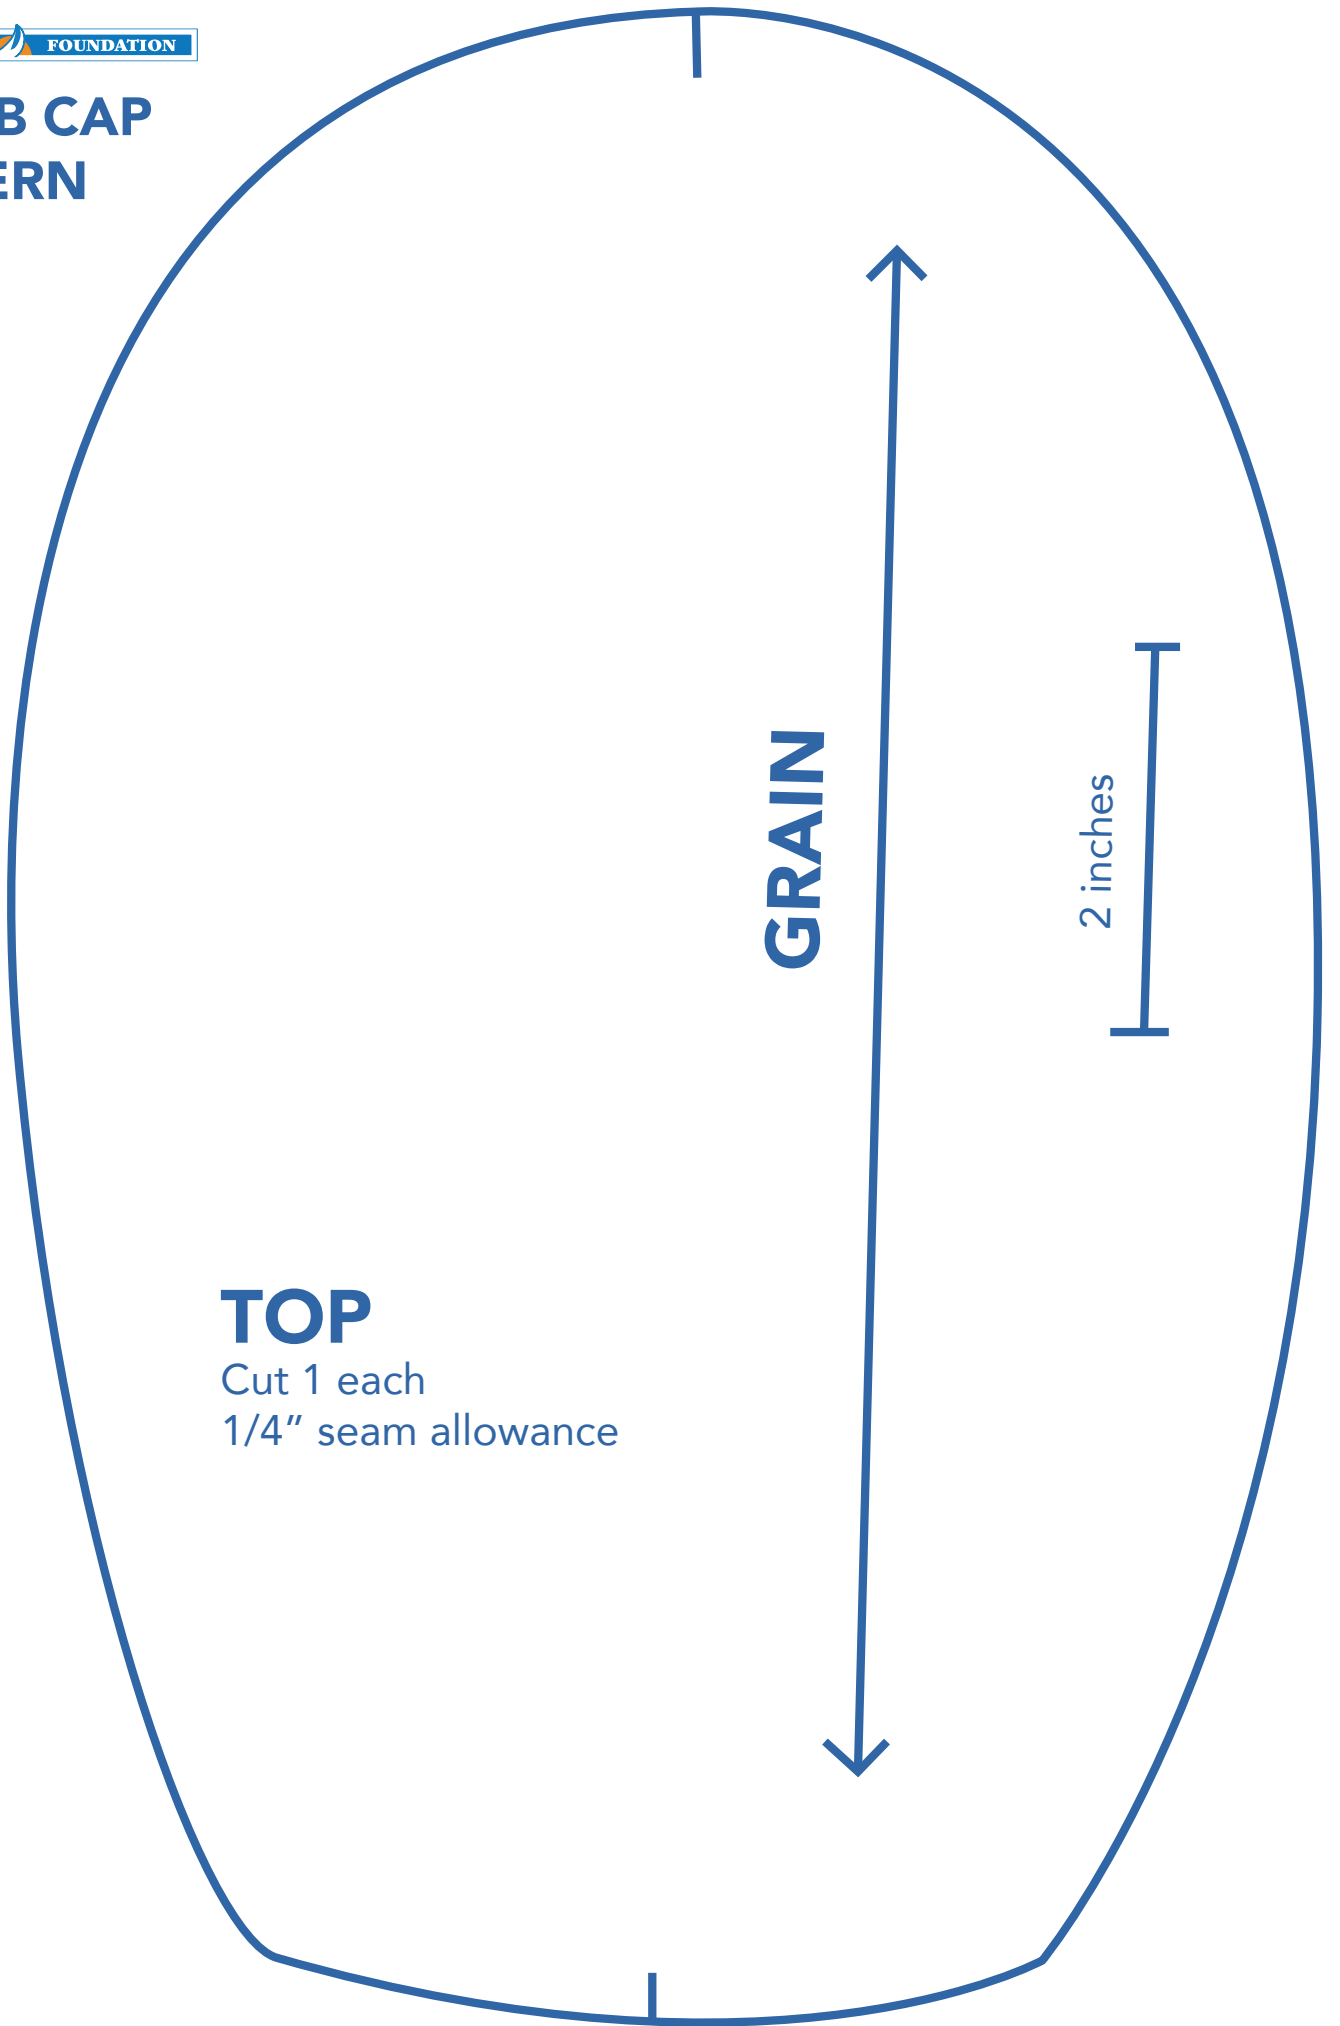 FOUNDATION
B CAP
ERN
GRAIN
2 inches
TOP
Cut 1 each
1/4” seam allowance